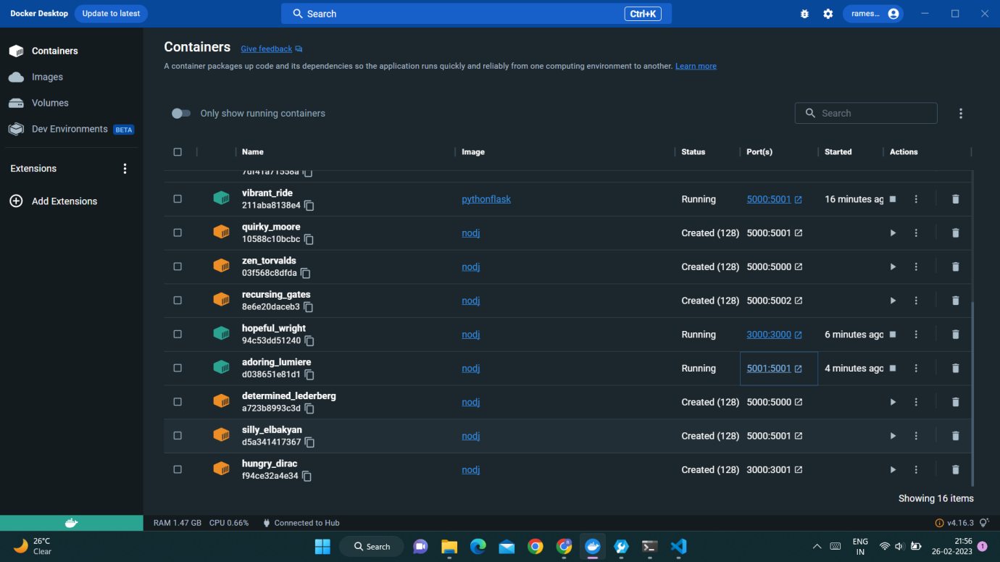 Docker Desktop Update to latest Search Ctrl+K rames...
Containers
Images
Volumes
Dev Environments BETA
Extensions
Add Extensions
Containers Give feedback
A container packages up code and its dependencies so the application runs quickly and reliably from one computing environment to another. Learn more
Only show running containers Search
Name Image Status Port(s) Started Actions
7df41a71558a
vibrant_ride
211aba8138e4
pythonflask Running 5000:5001 16 minutes ag
quirky_moore
10588c10bcbc
nodj Created (128) 5000:5001
zen_torvalds
03f568c8dfda
nodj Created (128) 5000:5000
recursing_gates
8e6e20daceb3
nodj Created (128) 5000:5002
hopeful_wright
94c53dd51240
nodj Running 3000:3000 6 minutes ago
adoring_lumiere
d038651e81d1
nodj Running 5001:5001 4 minutes ago
determined_lederberg
a723b8993c3d
nodj Created (128) 5000:5000
silly_elbakyan
d5a341417367
nodj Created (128) 5000:5001
hungry_dirac
f94ce32a4e34
nodj Created (128) 3000:3001
Showing 16 items
RAM 1.47 GB CPU 0.66% Connected to Hub v4.16.3
26°C
Clear
Search
ENG
IN
21:56
26-02-2023
1